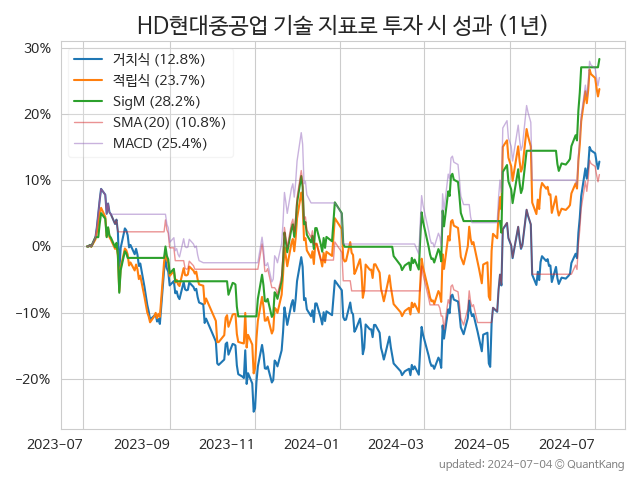 HD현대중공업 기술 지표로 투자 시 성과 (1년)
30%
20%
10%
0%
−10%
−20%
거치식 (12.8%)
적립식 (23.7%)
SigM (28.2%)
SMA(20) (10.8%)
MACD (25.4%)
2023-07 2023-09 2023-11 2024-01 2024-03 2024-05 2024-07
updated: 2024-07-04 © QuantKang